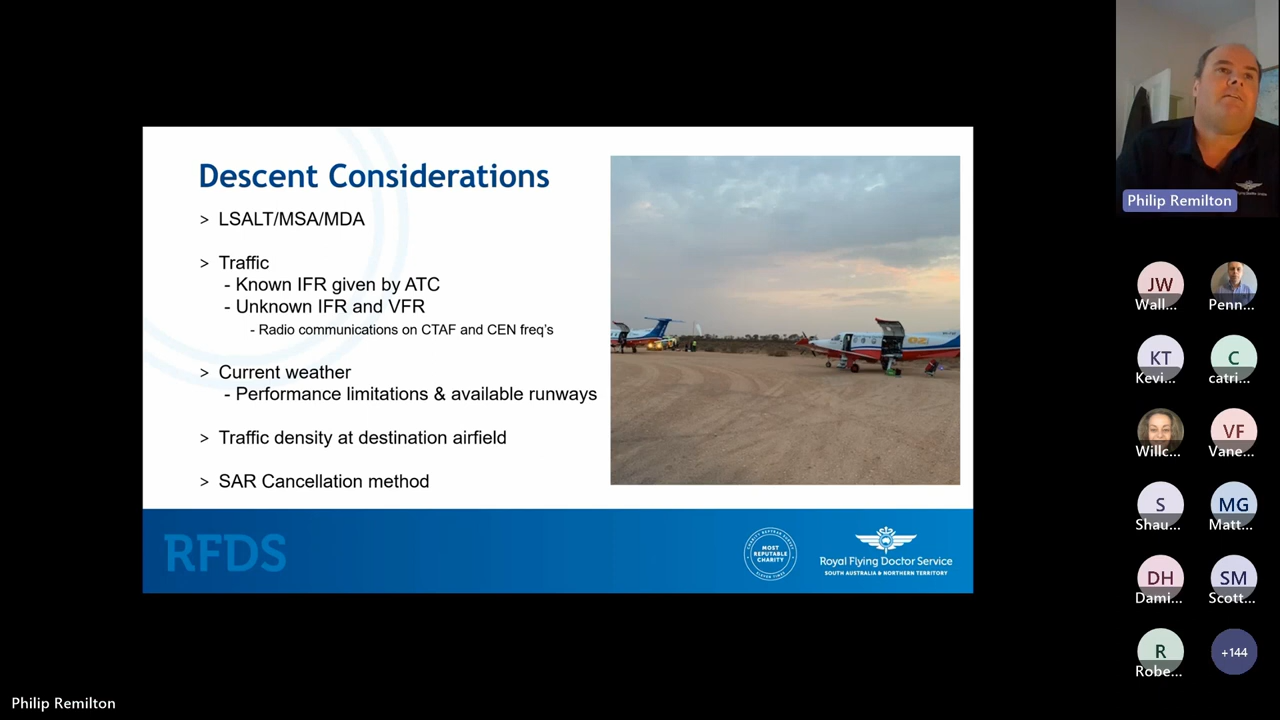 Descent Considerations
> LSALT/MSA/MDA
> Traffic
- Known IFR given by ATC
- Unknown IFR and VFR
- Radio communications on CTAF and CEN freq's
> Current weather
- Performance limitations & available runways
> Traffic density at destination airfield
> SAR Cancellation method
RFDS
MOST
REPUTABLE
CHARITY
Royal Flying Doctor Service
SOUTH AUSTRALIA & NORTHERN TERRITORY
Philip Remilton
JW
Wall...
Penn...
KT
Kevi...
C
catri...
Willc...
VF
Vane...
S
Shau...
MG
Matt...
DH
Dami...
SM
Scott...
R
Robe...
+144
Philip Remilton